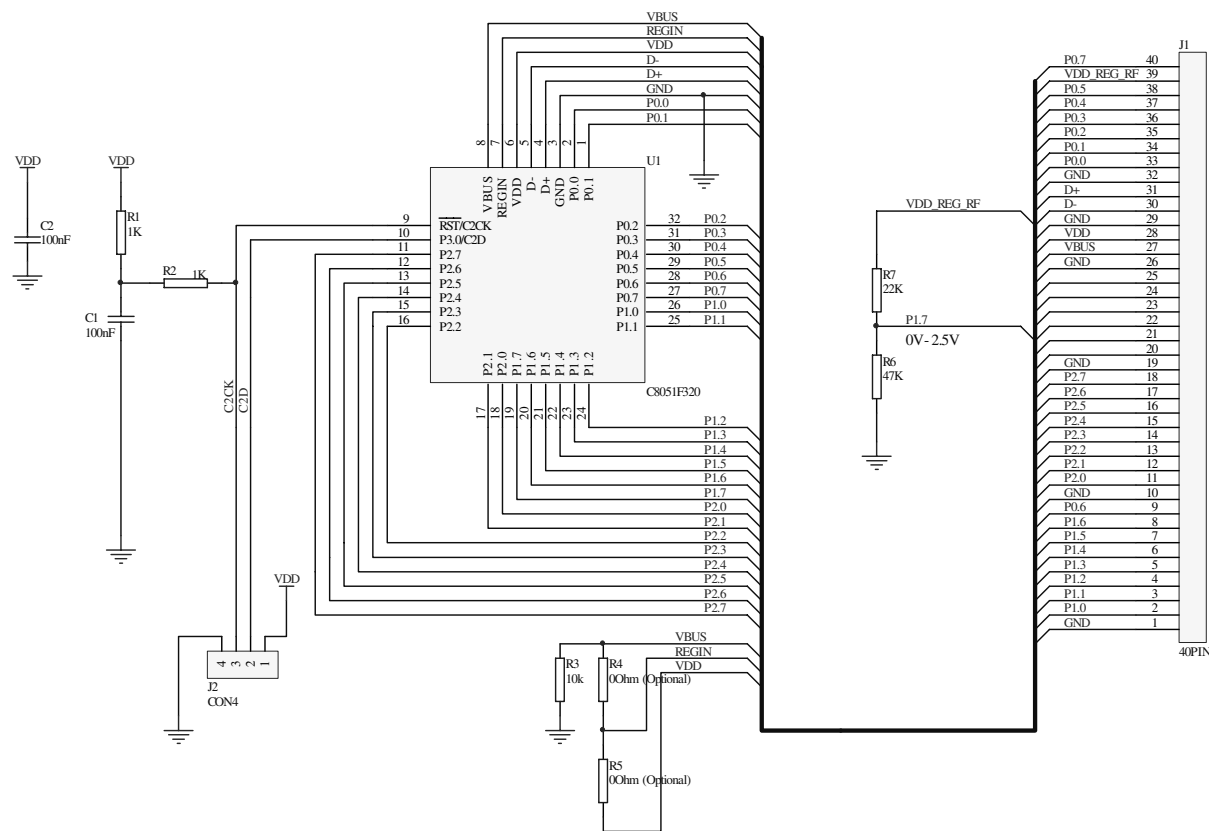 VBUS
REGIN
VDD
D-
D+
GND
P0.0
P0.1
8 7 6 5 4 3 2 1
U1
VBUS REGIN VDD D- D+ GND P0.0 P0.1
9 RST/C2CK
10 P3.0/C2D
11 P2.7
12 P2.6
13 P2.5
14 P2.4
15 P2.3
16 P2.2
P0.2 32 P0.2
P0.3 31 P0.3
P0.4 30 P0.4
P0.5 29 P0.5
P0.6 28 P0.6
P0.7 27 P0.7
P1.0 26 P1.0
P1.1 25 P1.1
P2.1 P2.0 P1.7 P1.6 P1.5 P1.4 P1.3 P1.2
C8051F320
17 18 19 20 21 22 23 24
P1.2
P1.3
P1.4
P1.5
P1.6
P1.7
P2.0
P2.1
P2.2
P2.3
P2.4
P2.5
P2.6
P2.7
VDD
C2
100nF
VDD
R1
1K
R2 1K
C1
100nF
C2CK
C2D
VDD
4 3 2 1
J2
CON4
VBUS
REGIN
VDD
R3
10k
R4
0Ohm (Optional)
R5
0Ohm (Optional)
VDD_REG_RF
R7
22K
P1.7
0V- 2.5V
R6
47K
J1
P0.7 40
VDD_REG_RF 39
P0.5 38
P0.4 37
P0.3 36
P0.2 35
P0.1 34
P0.0 33
GND 32
D+ 31
D- 30
GND 29
VDD 28
VBUS 27
GND 26
25
24
23
22
21
20
GND 19
P2.7 18
P2.6 17
P2.5 16
P2.4 15
P2.3 14
P2.2 13
P2.1 12
P2.0 11
GND 10
P0.6 9
P1.6 8
P1.5 7
P1.4 6
P1.3 5
P1.2 4
P1.1 3
P1.0 2
GND 1
40PIN